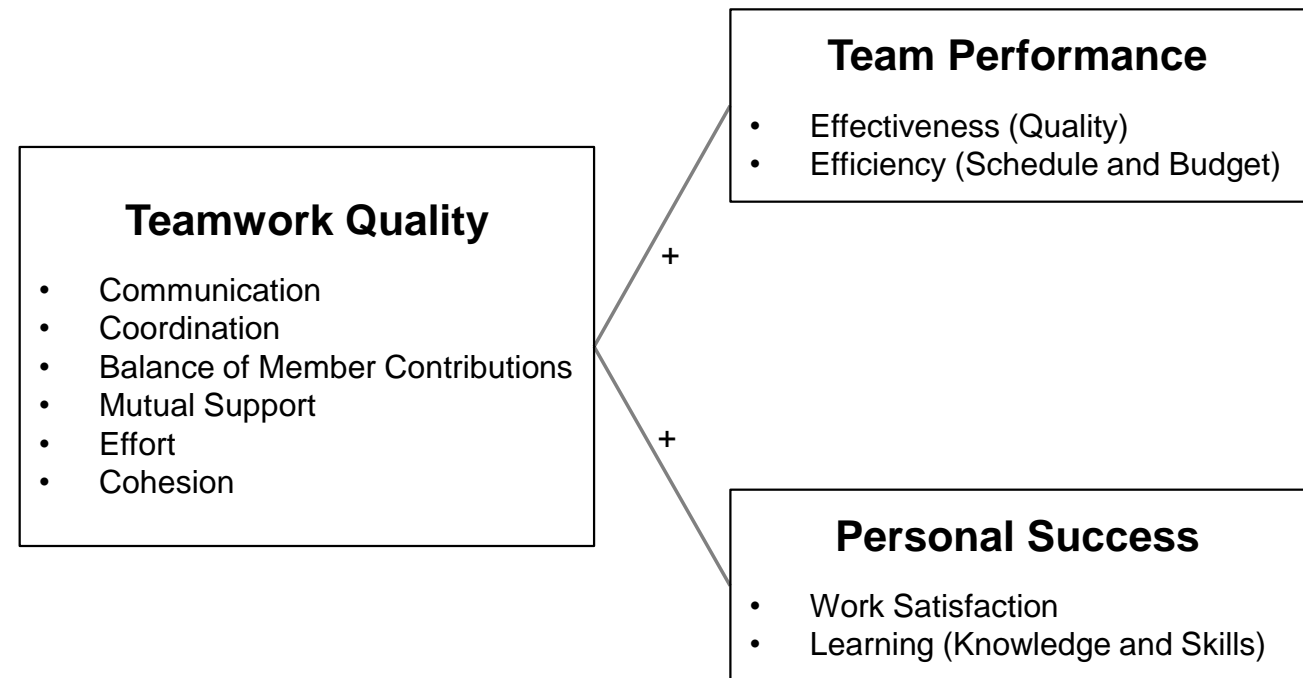 Teamwork Quality
• Communication
• Coordination
• Balance of Member Contributions
• Mutual Support
• Effort
• Cohesion
+
+
Team Performance
• Effectiveness (Quality)
• Efficiency (Schedule and Budget)
Personal Success
• Work Satisfaction
• Learning (Knowledge and Skills)